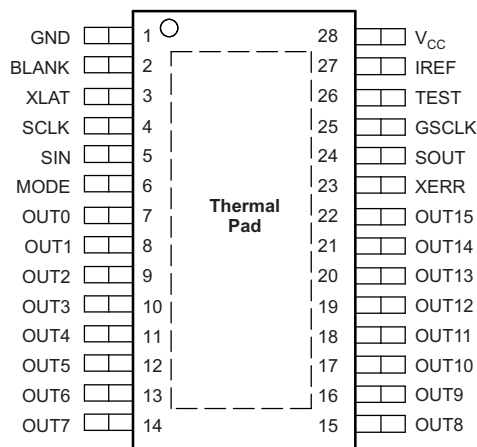 GND 1 28 VCC
BLANK 2 27 IREF
XLAT 3 26 TEST
SCLK 4 25 GSCLK
SIN 5 24 SOUT
MODE 6 23 XERR
OUT0 7 Thermal 22 OUT15
OUT1 8 Pad 21 OUT14
OUT2 9 20 OUT13
OUT3 10 19 OUT12
OUT4 11 18 OUT11
OUT5 12 17 OUT10
OUT6 13 16 OUT9
OUT7 14 15 OUT8